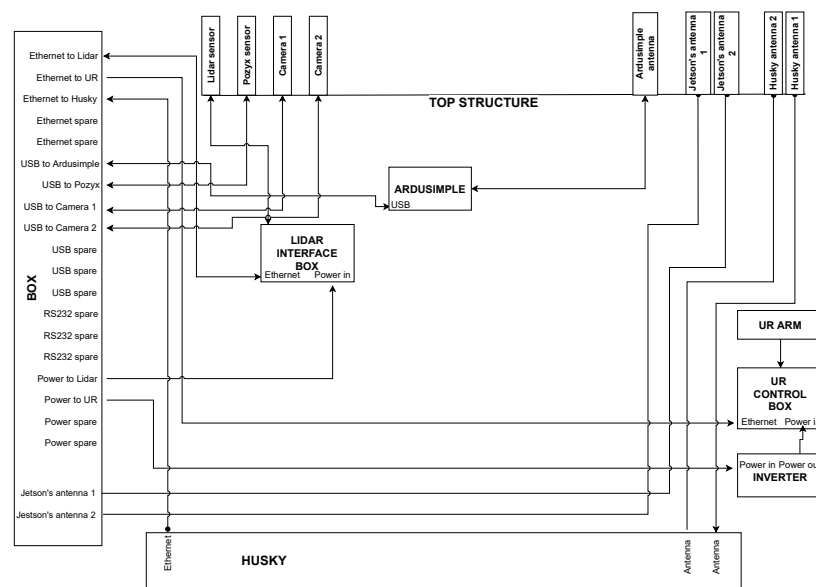 Ethernet to Lidar
Ethernet to UR
Ethernet to Husky
Ethernet spare
Ethernet spare
USB to Ardusimple
USB to Pozyx
USB to Camera 1
USB to Camera 2
USB spare
USB spare
USB spare
RS232 spare
RS232 spare
RS232 spare
Power to Lidar
Power to UR
Power spare
Power spare
Jetson's antenna 1
Jestson's antenna 2
BOX
Lidar sensor
Pozyx sensor
Camera 1
Camera 2
Ardusimple
antenna
Jetson's antenna
1
Jetson's antenna
2
Husky antenna 2
Husky antenna 1
TOP STRUCTURE
ARDUSIMPLE
USB
LIDAR
INTERFACE
BOX
Ethernet Power in
UR ARM
UR
CONTROL
BOX
Ethernet Power in
Power in Power out
INVERTER
HUSKY
Ethernet
Antenna
Antenna